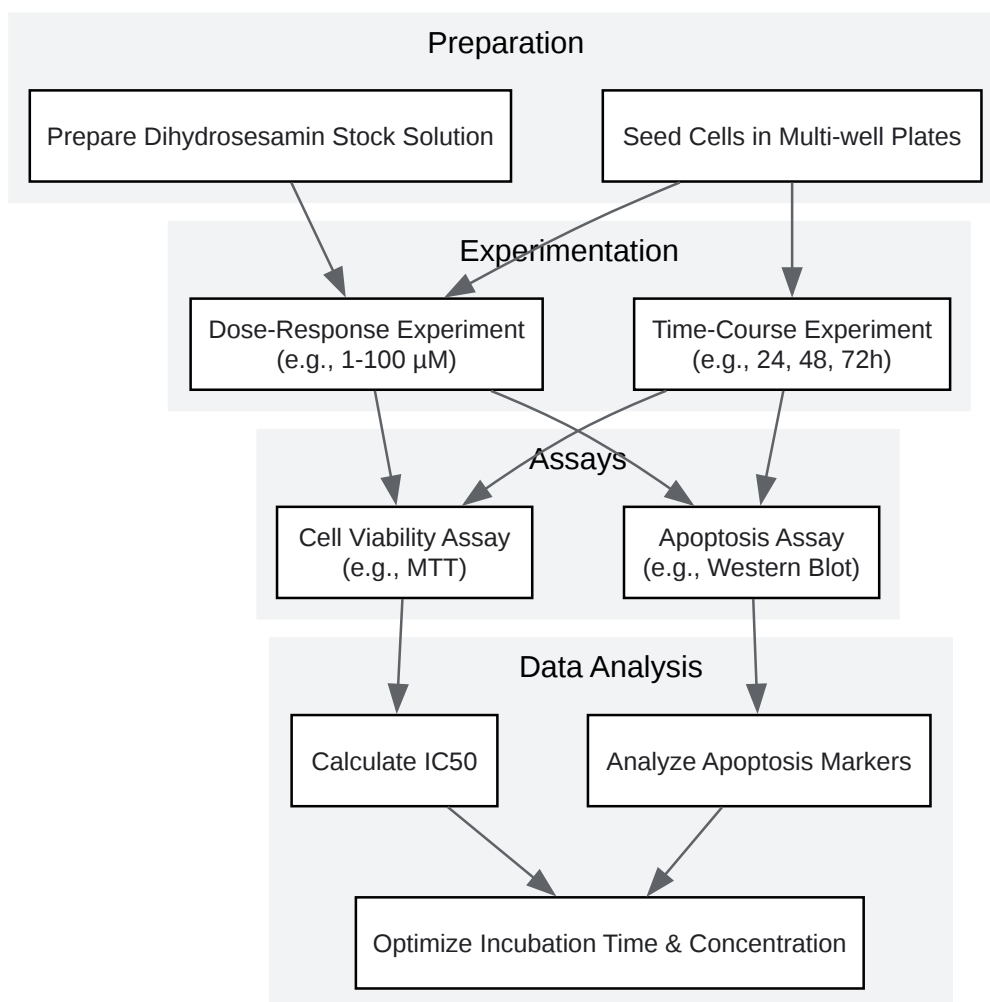 Preparation
Prepare Dihydrosesamin Stock Solution
Seed Cells in Multi-well Plates
Experimentation
Dose-Response Experiment
(e.g., 1-100 µM)
Time-Course Experiment
(e.g., 24, 48, 72h)
Assays
Cell Viability Assay
(e.g., MTT)
Apoptosis Assay
(e.g., Western Blot)
Data Analysis
Calculate IC50
Analyze Apoptosis Markers
Optimize Incubation Time & Concentration